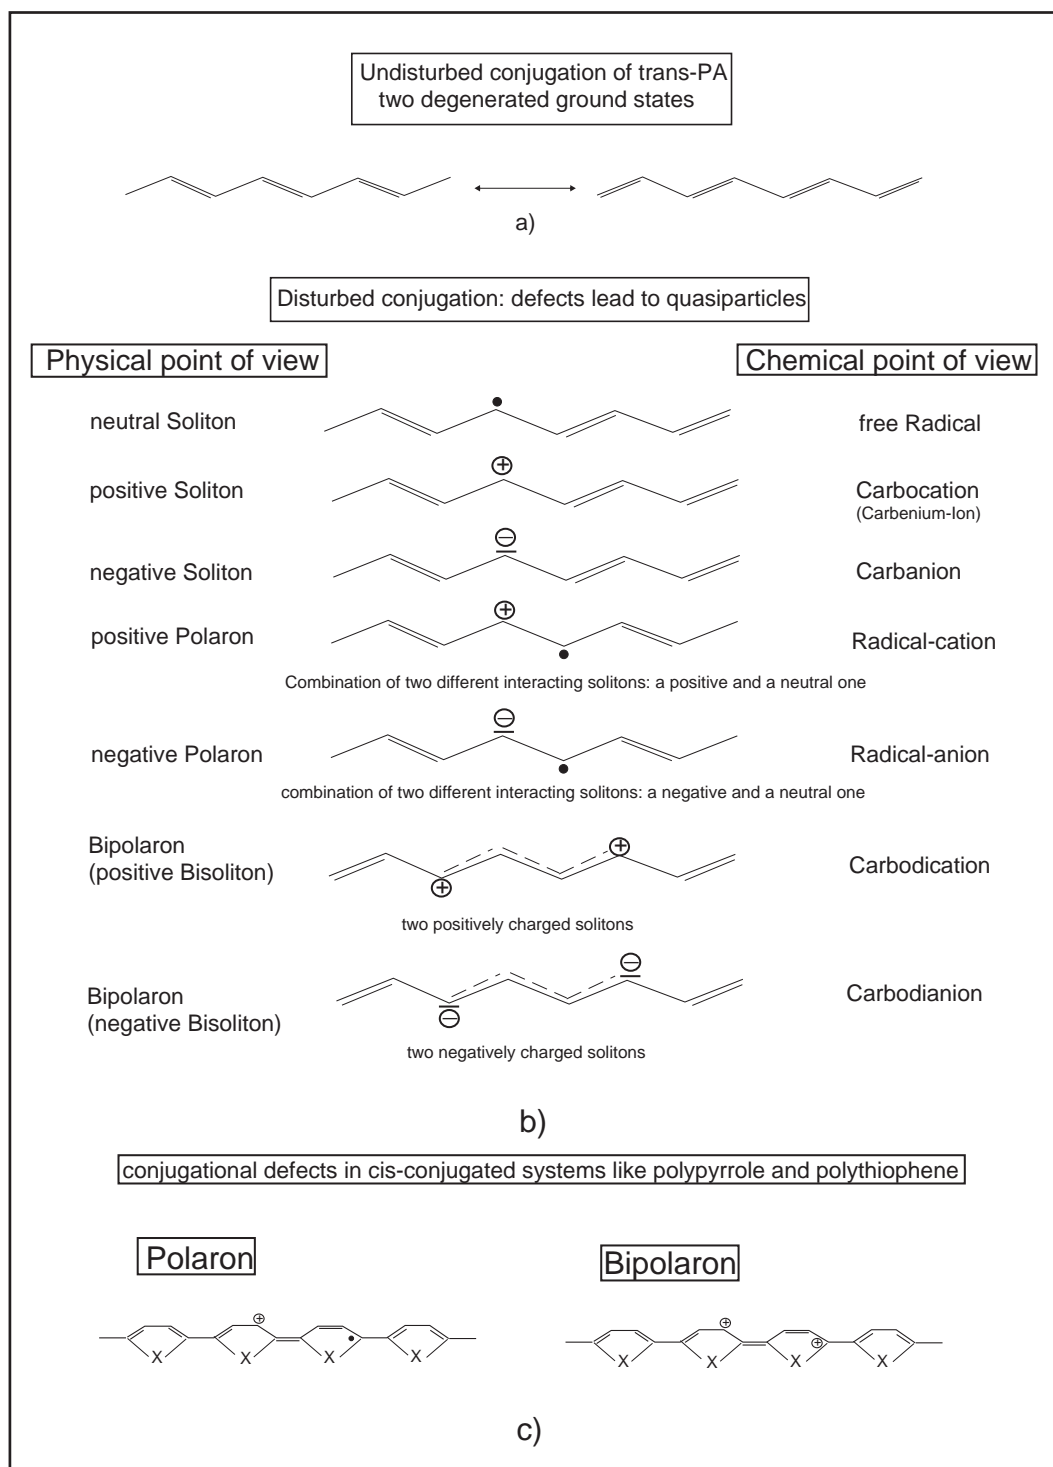 Undisturbed conjugation of trans-PA
two degenerated ground states
a)
Disturbed conjugation: defects lead to quasiparticles
Physical point of view
Chemical point of view
neutral Soliton
free Radical
positive Soliton
+
Carbocation
(Carbenium-Ion)
negative Soliton
−
Carbanion
positive Polaron
+
Radical-cation
Combination of two different interacting solitons: a positive and a neutral one
negative Polaron
−
Radical-anion
combination of two different interacting solitons: a negative and a neutral one
Bipolaron
(positive Bisoliton)
+
+
Carbodication
two positively charged solitons
Bipolaron
(negative Bisoliton)
−
−
Carbodianion
two negatively charged solitons
b)
conjugational defects in cis-conjugated systems like polypyrrole and polythiophene
Polaron
Bipolaron
+
X X X X
+
+
X X X X
c)